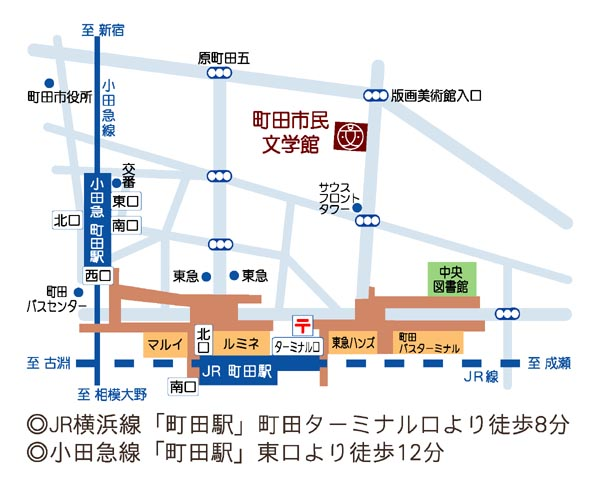 至 新宿
原町田五
町田市役所
小田急線
版画美術館入口
町田市民
文学館
交番
小田急 町田駅
東口
北口
南口
サウス
フロント
タワー
西口
町田
バスセンター
東急
東急
中央
図書館
〒
マルイ
北口
ルミネ
ターミナル口
東急ハンズ
町田
バスターミナル
至 古淵
JR 町田駅
至 成瀬
JR線
南口
至 相模大野
◎JR横浜線「町田駅」町田ターミナル口より徒歩8分
◎小田急線「町田駅」東口より徒歩12分